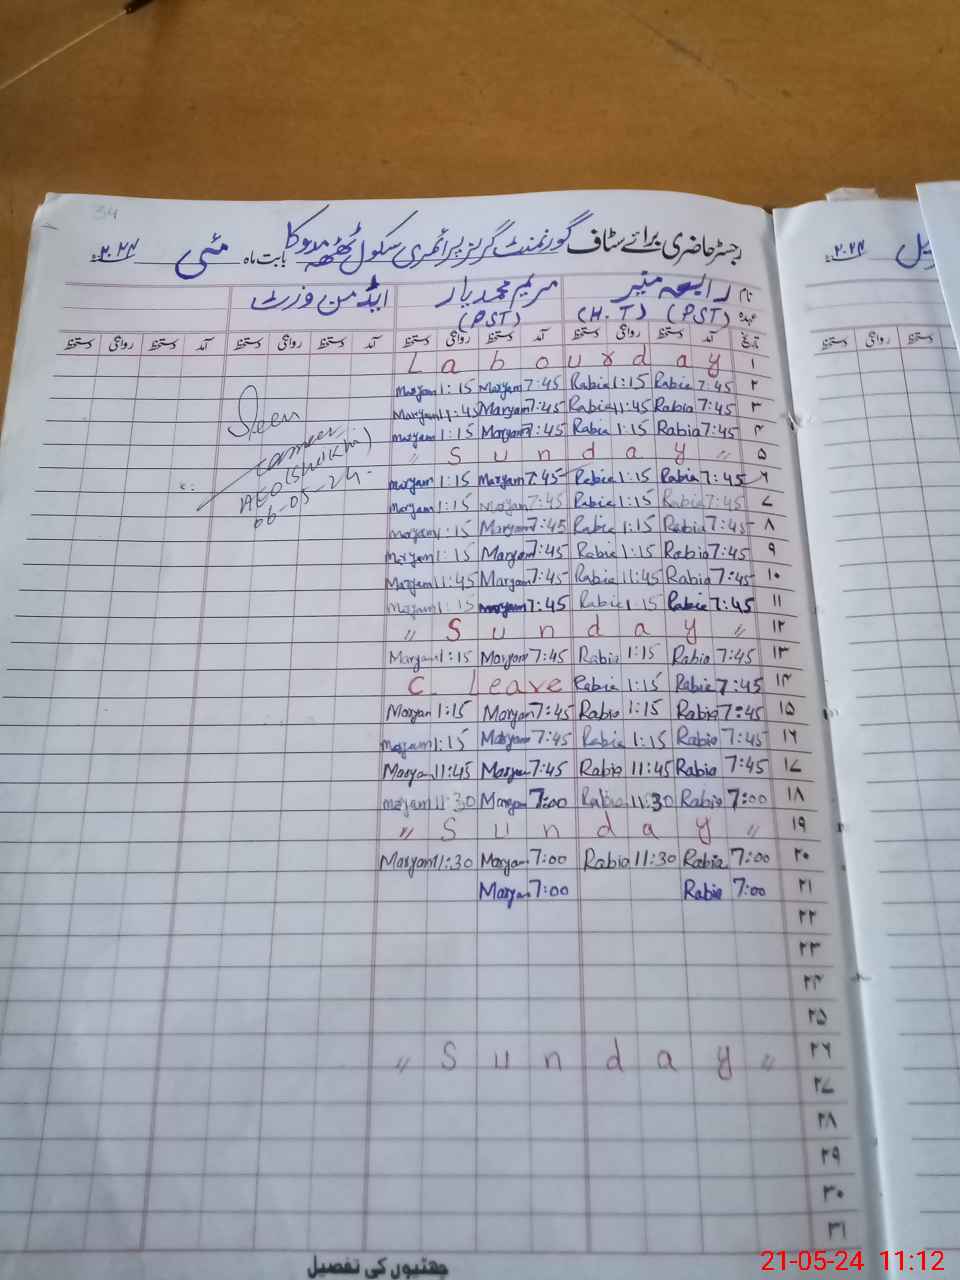 34
رجسٹر حاضری برائے سٹاف گورنمنٹ گرلز پرائمری سکول ٹھٹھہ مدوکا بابت ماہ مئی ۲۰۲۴ء
نام رابعہ منیر مریم محمد یار ایڈمن وزٹ
عہدہ (PST) (H.T) (PST)
تاریخ آمد دستخط روانگی دستخط آمد دستخط روانگی دستخط آمد دستخط روانگی دستخط آمد دستخط روانگی دستخط
۱ Labour day
۲ Maryam 1:15 Maryam 7:45 Rabia 1:15 Rabia 7:45
۳ Maryam 11:45 Maryam 7:45 Rabia 11:45 Rabia 7:45
۴ Maryam 1:15 Maryam 7:45 Rabia 1:15 Rabia 7:45
۵ " Sunday "
۶ Maryam 1:15 Maryam 7:45 Rabia 1:15 Rabia 7:45
۷ Maryam 1:15 Maryam 7:45 Rabia 1:15 Rabia 7:45
۸ Maryam 1:15 Maryam 7:45 Rabia 1:15 Rabia 7:45
۹ Maryam 1:15 Maryam 7:45 Rabia 1:15 Rabia 7:45
۱۰ Maryam 11:45 Maryam 7:45 Rabia 11:45 Rabia 7:45
۱۱ Maryam 1:15 Maryam 7:45 Rabia 1:15 Rabia 7:45
۱۲ " Sunday "
۱۳ Maryam 1:15 Maryam 7:45 Rabia 1:15 Rabia 7:45
۱۴ C. Leave Rabia 1:15 Rabia 7:45
۱۵ Maryam 1:15 Maryam 7:45 Rabia 1:15 Rabia 7:45
۱۶ Maryam 1:15 Maryam 7:45 Rabia 1:15 Rabia 7:45
۱۷ Maryam 11:45 Maryam 7:45 Rabia 11:45 Rabia 7:45
۱۸ Maryam 11:30 Maryam 7:00 Rabia 11:30 Rabia 7:00
۱۹ " Sunday "
۲۰ Maryam 11:30 Maryam 7:00 Rabia 11:30 Rabia 7:00
۲۱ Maryam 7:00 Rabia 7:00
۲۲
۲۳
۲۴
۲۵
۲۶ " Sunday "
۲۷
۲۸
۲۹
۳۰
۳۱
Seen
AEO (Sheikh)
06-05-24
چھٹیوں کی تفصیل
۲۰۲۴ء
دستخط روانگی دستخط
21-05-24 11:12